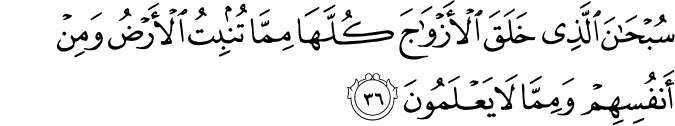 سُبْحَٰنَ ٱلَّذِى خَلَقَ ٱلْأَزْوَٰجَ كُلَّهَا مِمَّا تُنۢبِتُ ٱلْأَرْضُ وَمِنْ
أَنفُسِهِمْ وَمِمَّا لَا يَعْلَمُونَ ٣٦